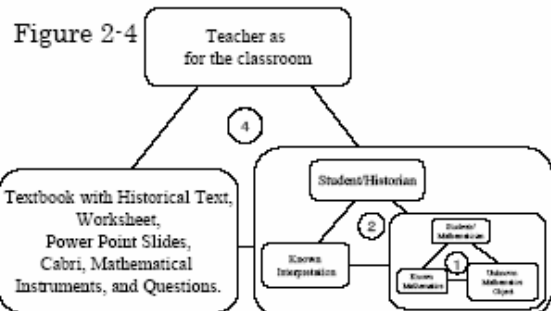 Figure 2-4
Teacher as
for the classroom
4
Textbook with Historical Text,
Worksheet,
Power Point Slides,
Cabri, Mathematical
Instruments, and Questions.
Student/Historian
2
Known
Interpretation
Student/
Mathematician
1
Known
Mathematics
Unknown
Mathematics
Object